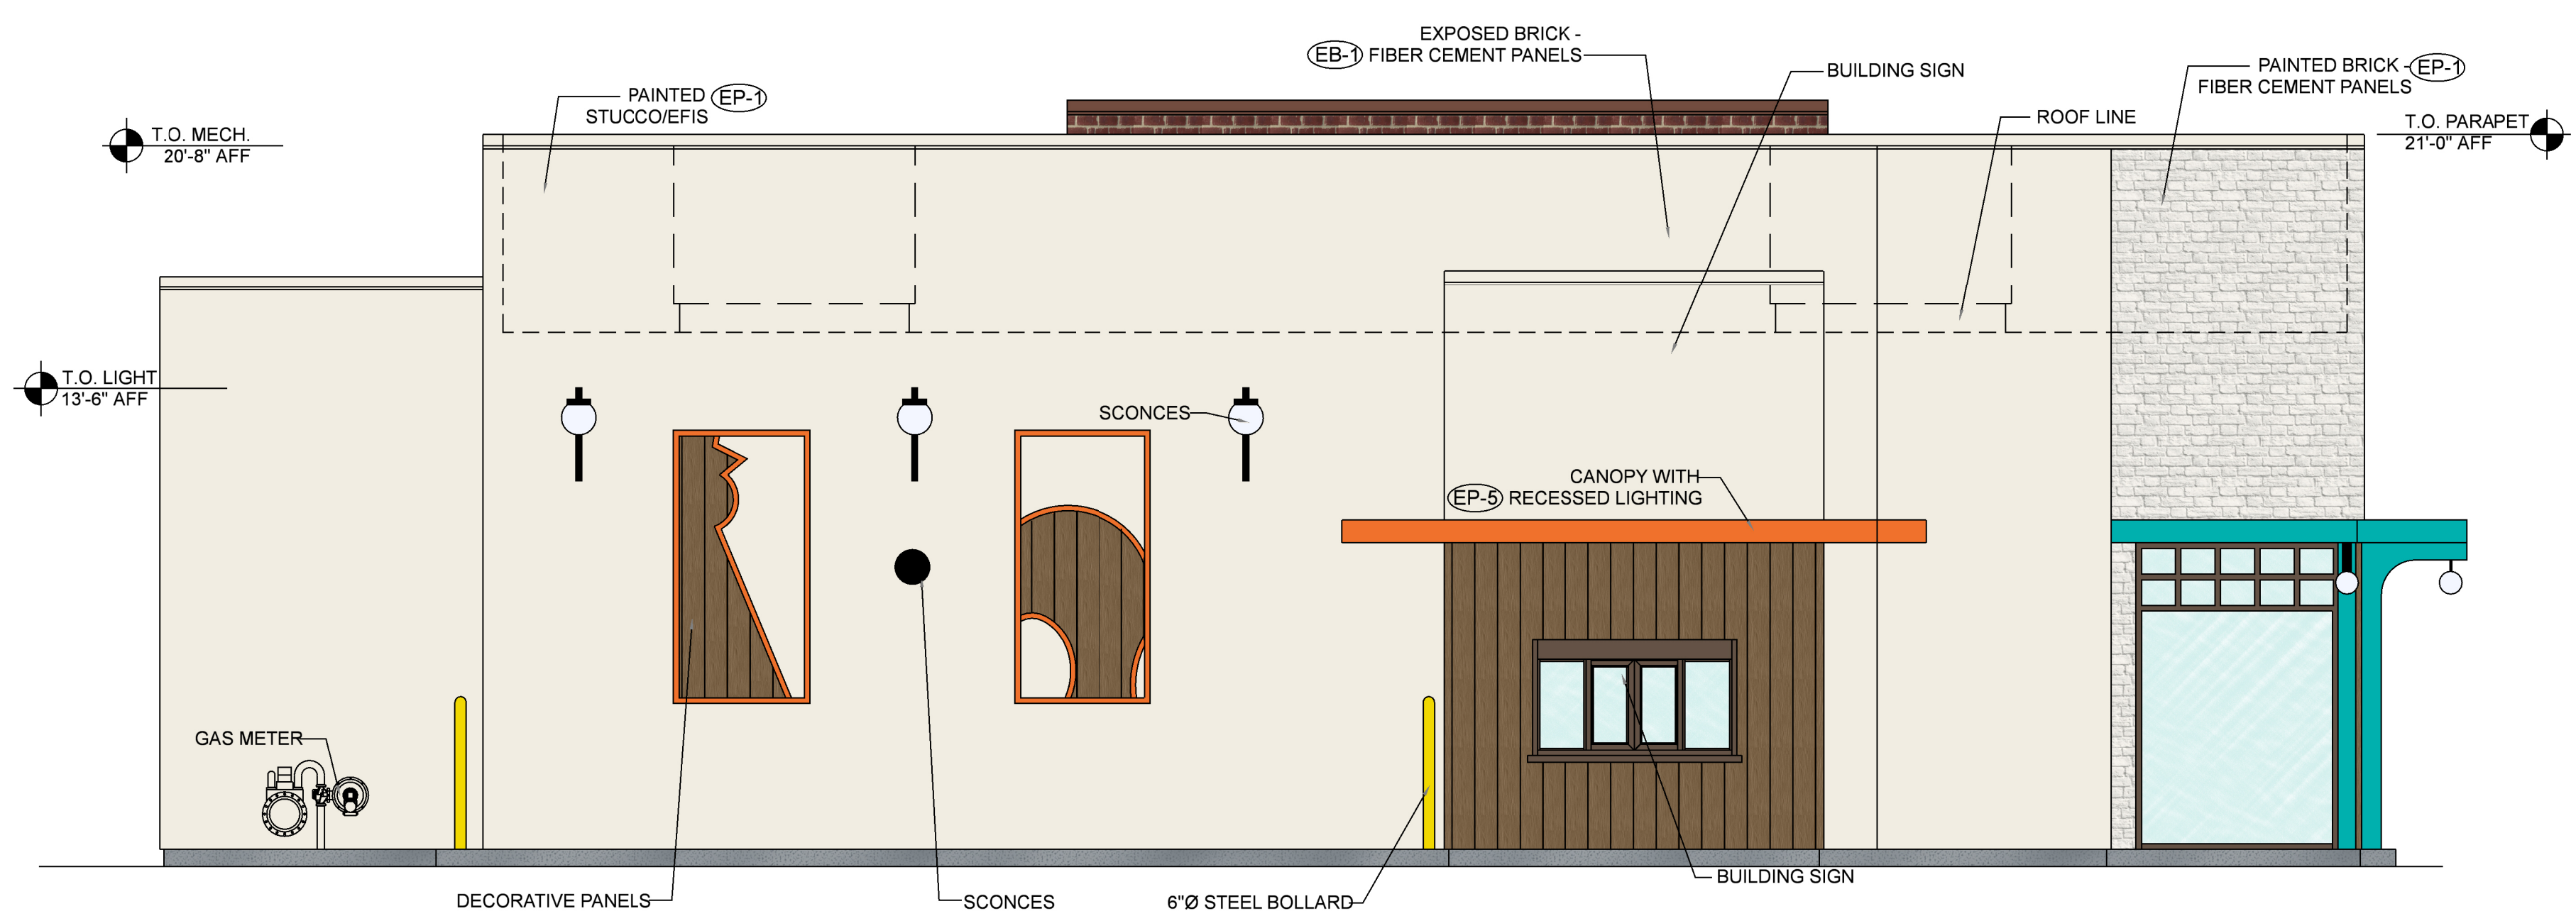 EXPOSED BRICK -
EB-1 FIBER CEMENT PANELS
BUILDING SIGN
PAINTED BRICK - EP-1
FIBER CEMENT PANELS
PAINTED EP-1
STUCCO/EFIS
ROOF LINE
T.O. MECH.
20'-8" AFF
T.O. PARAPET
21'-0" AFF
T.O. LIGHT
13'-6" AFF
SCONCES
CANOPY WITH
EP-5 RECESSED LIGHTING
GAS METER
DECORATIVE PANELS
SCONCES
6"Ø STEEL BOLLARD
BUILDING SIGN